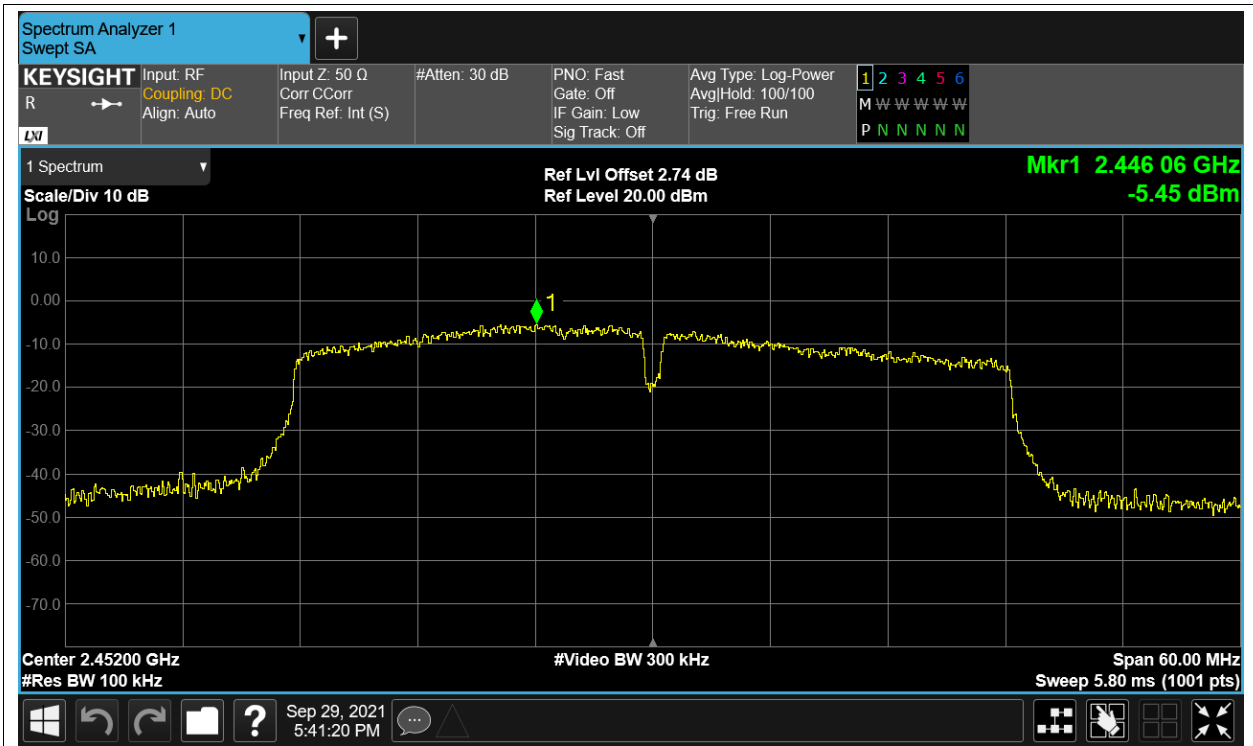 Spectrum Analyzer 1
Swept SA
KEYSIGHT
R
LXI
Input: RF
Coupling: DC
Align: Auto
Input Z: 50 Ω
Corr CCorr
Freq Ref: Int (S)
#Atten: 30 dB
PNO: Fast
Gate: Off
IF Gain: Low
Sig Track: Off
Avg Type: Log-Power
Avg|Hold: 100/100
Trig: Free Run
1 2 3 4 5 6
M W W W W W
P N N N N N
1 Spectrum
Scale/Div 10 dB
Ref Lvl Offset 2.74 dB
Ref Level 20.00 dBm
Mkr1 2.446 06 GHz
-5.45 dBm
Log
10.0
0.00
-10.0
-20.0
-30.0
-40.0
-50.0
-60.0
-70.0
1
Center 2.45200 GHz
#Res BW 100 kHz
#Video BW 300 kHz
Span 60.00 MHz
Sweep 5.80 ms (1001 pts)
?
Sep 29, 2021
5:41:20 PM